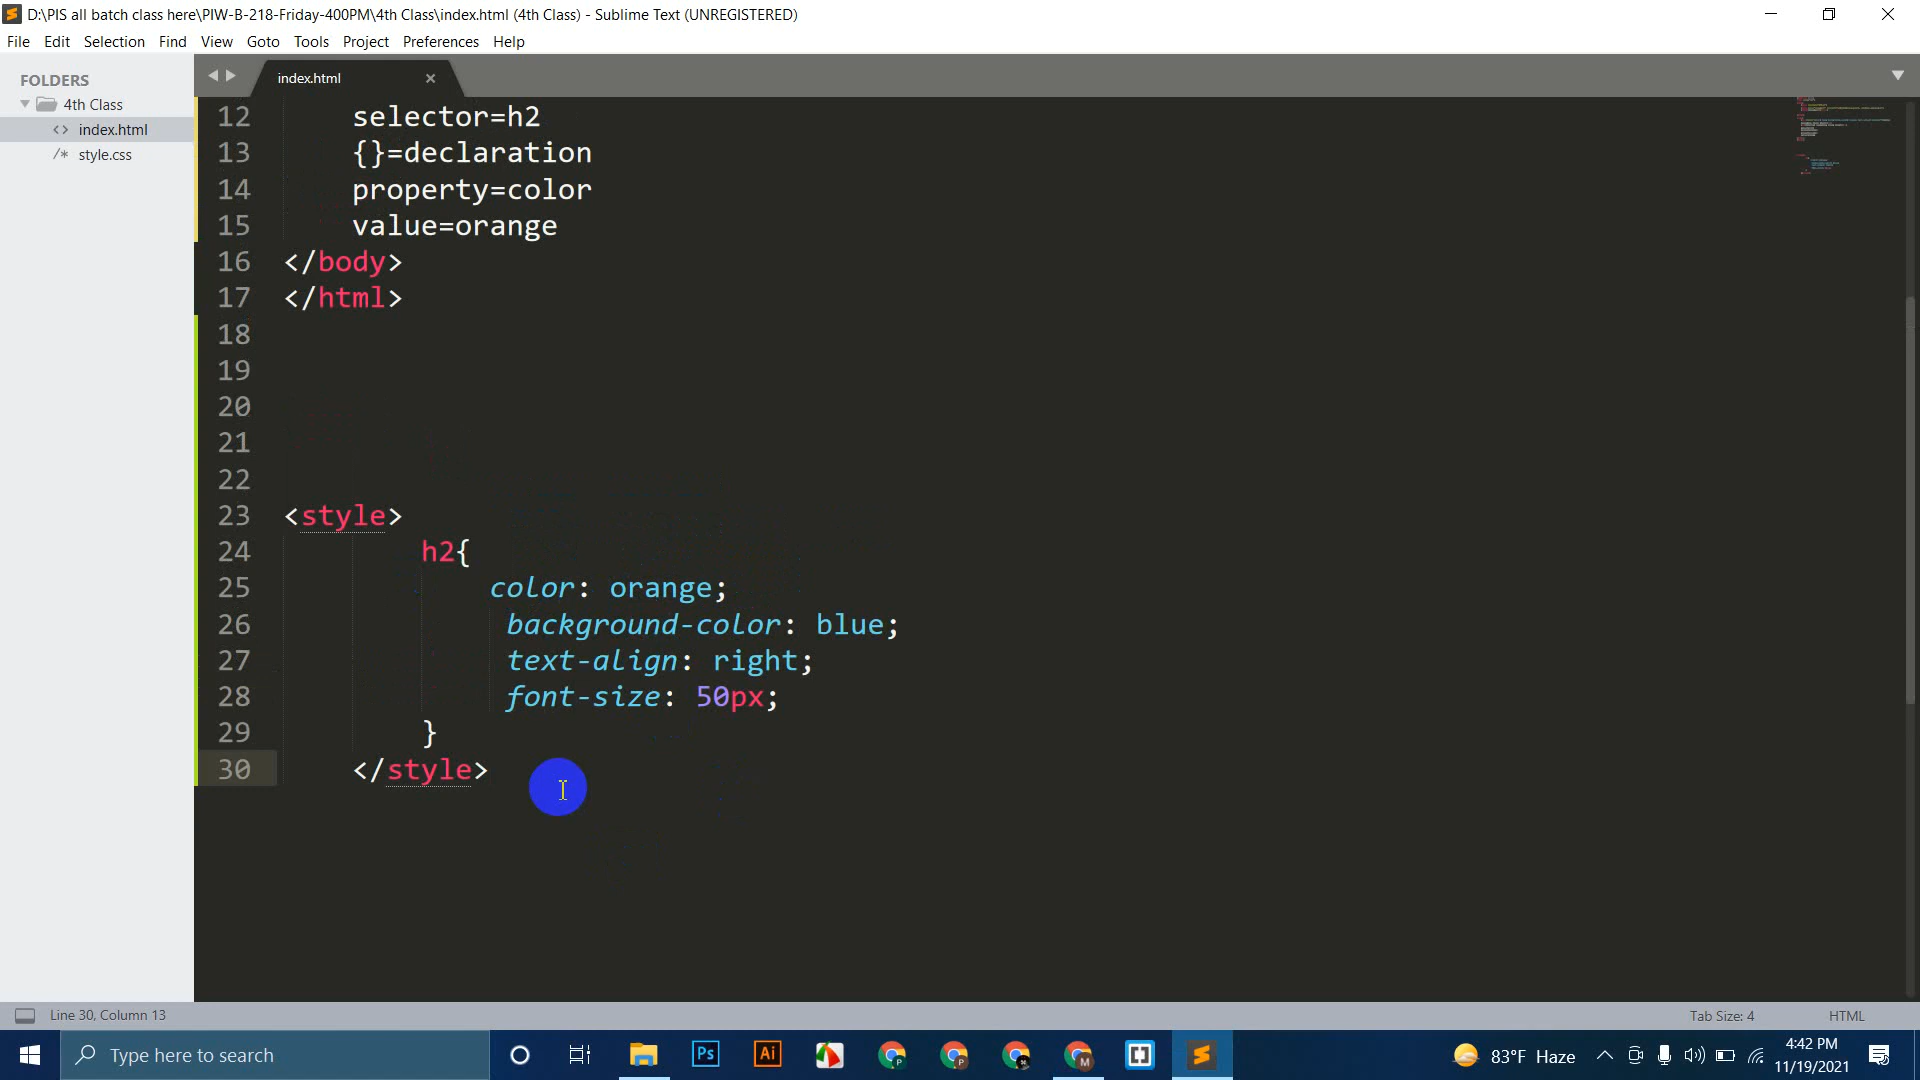 D:\PIS all batch class here\PIW-B-218-Friday-400PM\4th Class\index.html (4th Class) - Sublime Text (UNREGISTERED)
File Edit Selection Find View Goto Tools Project Preferences Help
FOLDERS
4th Class
<> index.html
/* style.css
index.html ×
12 selector=h2
13 {}=declaration
14 property=color
15 value=orange
16 </body>
17 </html>
18
19
20
21
22
23 <style>
24 h2{
25 color: orange;
26 background-color: blue;
27 text-align: right;
28 font-size: 50px;
29 }
30 </style>
Line 30, Column 13 Tab Size: 4 HTML
Type here to search
Ps Ai P P M
83°F Haze
4:42 PM
11/19/2021